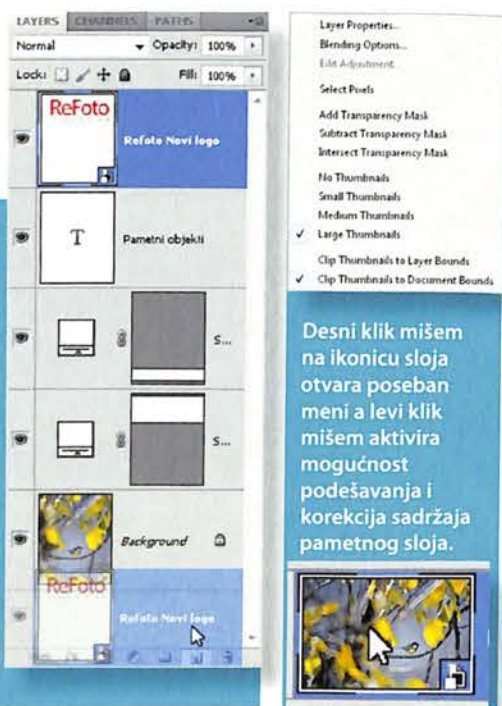 LAYERS CHANNELS PATHS
Normal Opacity: 100%
Lock: Fill: 100%
ReFoto
Refoto Novi logo
T
Pametni objekti
S...
S...
Background
ReFoto
Refoto Novi logo
Layer Properties...
Blending Options...
Edit Adjustment...
Select Pixels
Add Transparency Mask
Subtract Transparency Mask
Intersect Transparency Mask
No Thumbnails
Small Thumbnails
Medium Thumbnails
Large Thumbnails
Clip Thumbnails to Layer Bounds
Clip Thumbnails to Document Bounds
Desni klik mišem
na ikonicu sloja
otvara poseban
meni a levi klik
mišem aktivira
mogućnost
podešavanja i
korekcija sadržaja
pametnog sloja.